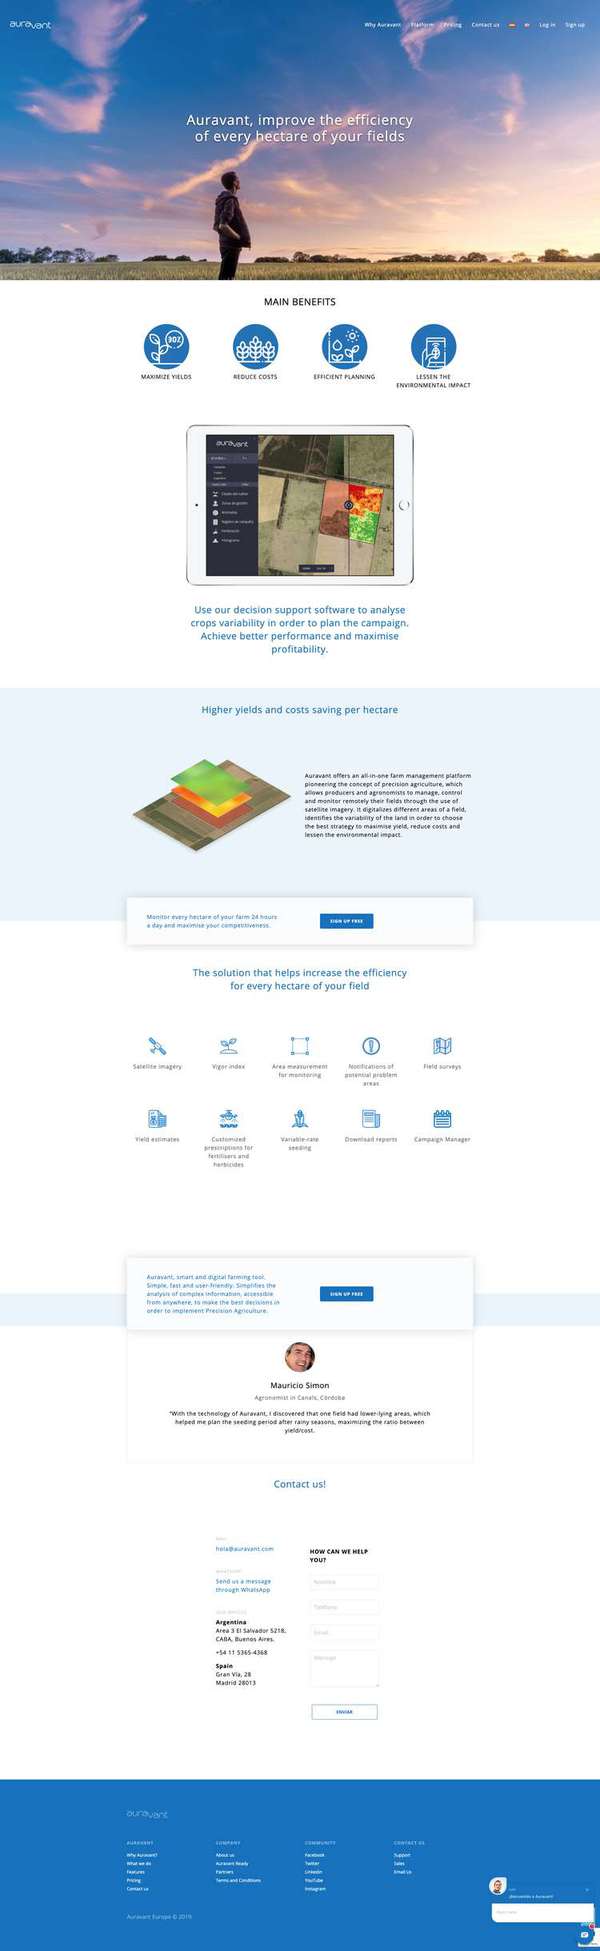 auravant
Why Auravant
Platform
Pricing
Contact us
Log in
Sign up
Auravant, improve the efficiency
of every hectare of your fields
MAIN BENEFITS
30%
MAXIMIZE YIELDS
REDUCE COSTS
EFFICIENT PLANNING
LESSEN THE
ENVIRONMENTAL IMPACT
auravant
Use our decision support software to analyse
crops variability in order to plan the campaign.
Achieve better performance and maximise
profitability.
Higher yields and costs saving per hectare
Auravant offers an all-in-one farm management platform
pioneering the concept of precision agriculture, which
allows producers and agronomists to manage, control
and monitor remotely their fields through the use of
satellite imagery. It digitalizes different areas of a field,
identifies the variability of the land in order to choose
the best strategy to maximise yield, reduce costs and
lessen the environmental impact.
Monitor every hectare of your farm 24 hours
a day and maximise your competitiveness.
SIGN UP FREE
The solution that helps increase the efficiency
for every hectare of your field
Satellite imagery
Vigor index
Area measurement
for monitoring
Notifications of
potential problem
areas
Field surveys
Yield estimates
Customized
prescriptions for
fertilisers and
herbicides
Variable-rate
seeding
Download reports
Campaign Manager
Auravant, smart and digital farming tool.
Simple, fast and user-friendly. Simplifies the
analysis of complex information, accessible
from anywhere, to make the best decisions in
order to implement Precision Agriculture.
SIGN UP FREE
Mauricio Simon
Agronomist in Canals, Córdoba
"With the technology of Auravant, I discovered that one field had lower-lying areas, which
helped me plan the seeding period after rainy seasons, maximizing the ratio between
yield/cost.
Contact us!
hola@auravant.com
Send us a message
through WhatsApp
Argentina
Area 3 El Salvador 5218,
CABA, Buenos Aires.
+54 11 5365-4368
Spain
Gran Vía, 28
Madrid 28013
HOW CAN WE HELP
YOU?
Nombre
Teléfono
Email
Mensaje
ENVIAR
auravant
AURAVANT
Why Auravant?
What we do
Features
Pricing
Contact us
COMPANY
About us
Auravant Ready
Partners
Terms and Conditions
COMMUNITY
Facebook
Twitter
Linkedin
YouTube
Instagram
CONTACT US
Support
Sales
Email Us
Auravant Europe © 2019